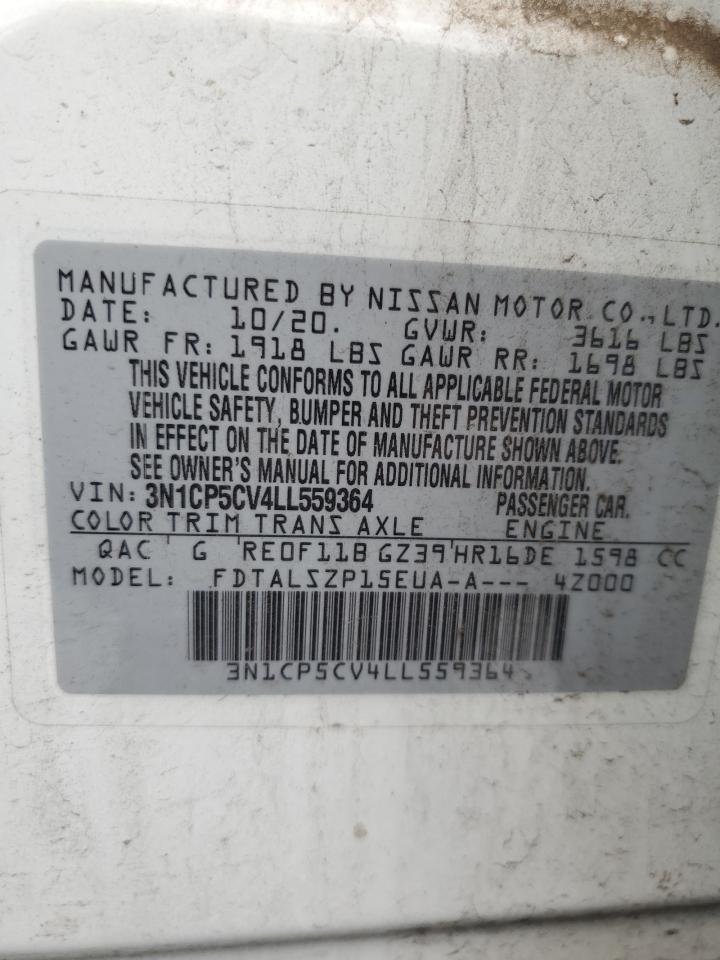 MANUFACTURED BY NISSAN MOTOR CO., LTD.
DATE: 10/20. GVWR: 3616 LBS
GAWR FR: 1918 LBS GAWR RR: 1698 LBS
THIS VEHICLE CONFORMS TO ALL APPLICABLE FEDERAL MOTOR
VEHICLE SAFETY, BUMPER AND THEFT PREVENTION STANDARDS
IN EFFECT ON THE DATE OF MANUFACTURE SHOWN ABOVE.
SEE OWNER'S MANUAL FOR ADDITIONAL INFORMATION.
VIN: 3N1CP5CV4LL559364 PASSENGER CAR.
COLOR TRIM TRANS AXLE ENGINE
QAC G RE0F11B GZ39 HR16DE 1598 CC
MODEL: FDTALSZP15EUA-A--- 4Z000
3N1CP5CV4LL559364